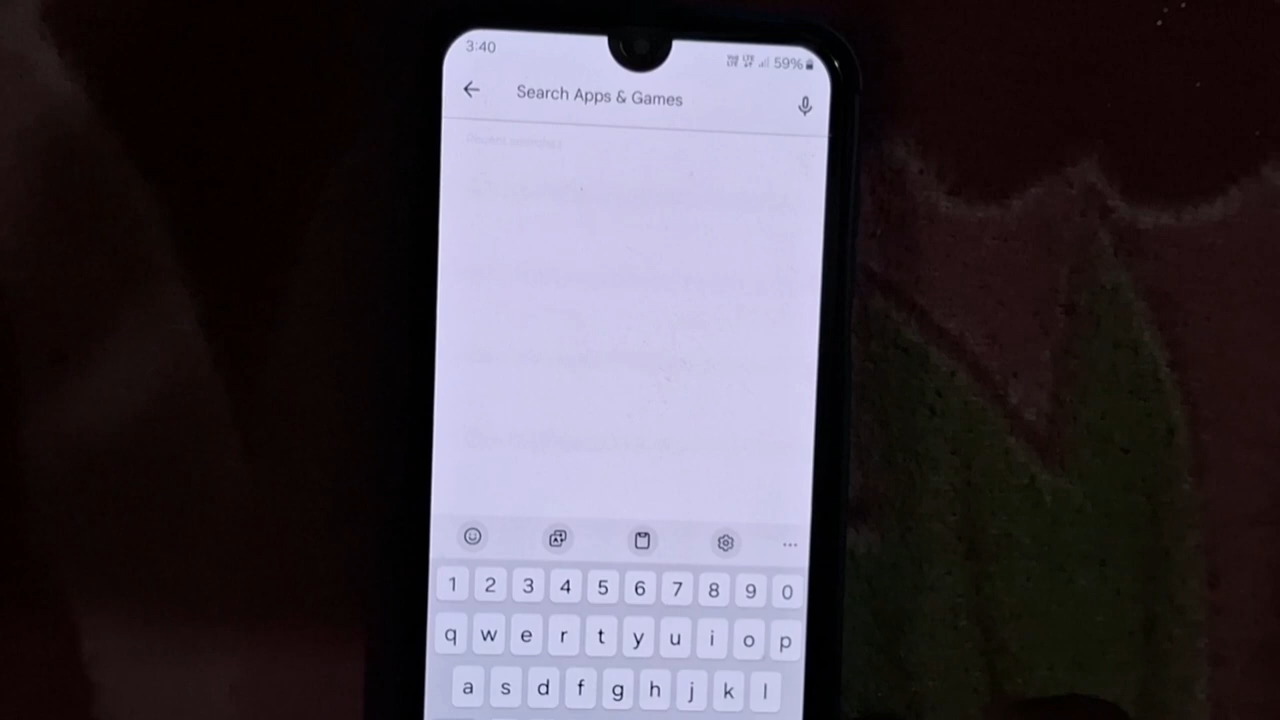 3:40
59%
Search Apps & Games
1 2 3 4 5 6 7 8 9 0
q w e r t y u i o p
a s d f g h j k l